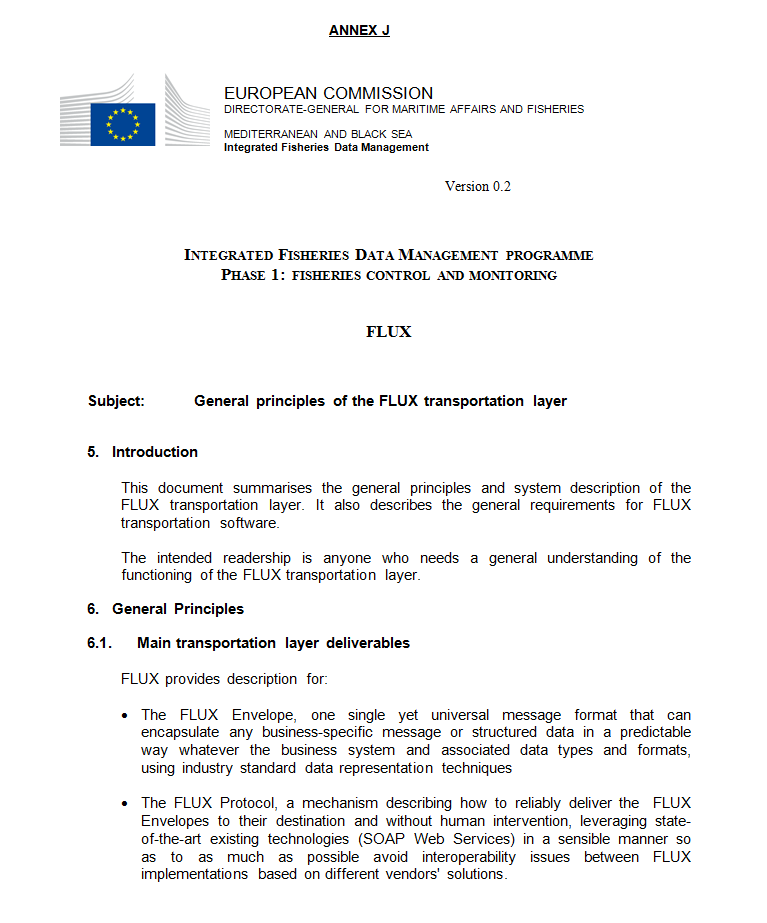 ANNEX J
EUROPEAN COMMISSION
DIRECTORATE-GENERAL FOR MARITIME AFFAIRS AND FISHERIES
MEDITERRANEAN AND BLACK SEA
Integrated Fisheries Data Management
Version 0.2
INTEGRATED FISHERIES DATA MANAGEMENT PROGRAMME
PHASE 1: FISHERIES CONTROL AND MONITORING
FLUX
Subject: General principles of the FLUX transportation layer
5. Introduction
This document summarises the general principles and system description of the
FLUX transportation layer. It also describes the general requirements for FLUX
transportation software.
The intended readership is anyone who needs a general understanding of the
functioning of the FLUX transportation layer.
6. General Principles
6.1. Main transportation layer deliverables
FLUX provides description for:
• The FLUX Envelope, one single yet universal message format that can
encapsulate any business-specific message or structured data in a predictable
way whatever the business system and associated data types and formats,
using industry standard data representation techniques
• The FLUX Protocol, a mechanism describing how to reliably deliver the FLUX
Envelopes to their destination and without human intervention, leveraging state-
of-the-art existing technologies (SOAP Web Services) in a sensible manner so
as to as much as possible avoid interoperability issues between FLUX
implementations based on different vendors' solutions.